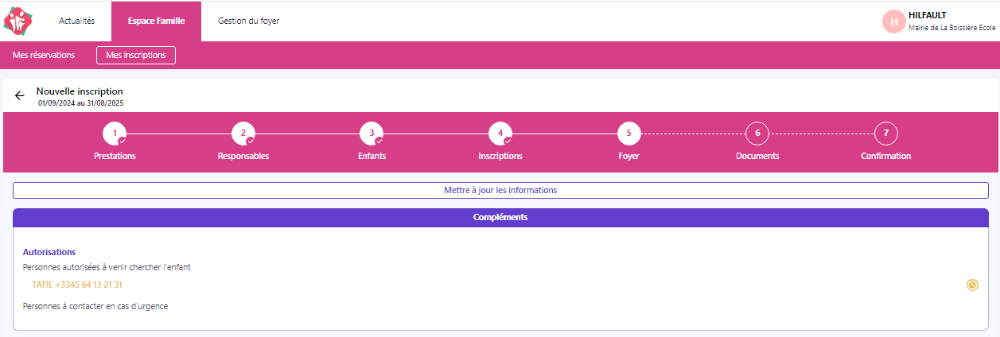 Actualités
Espace Famille
Gestion du foyer
H
HILFAULT
Mairie de La Boissière Ecole
Mes réservations
Mes inscriptions
Nouvelle inscription
01/09/2024 au 31/08/2025
1
2
3
4
5
6
7
Prestations
Responsables
Enfants
Inscriptions
Foyer
Documents
Confirmation
Mettre à jour les informations
Compléments
Autorisations
Personnes autorisées à venir chercher l'enfant
TATIE +3345 64 13 21 31
Personnes à contacter en cas d'urgence